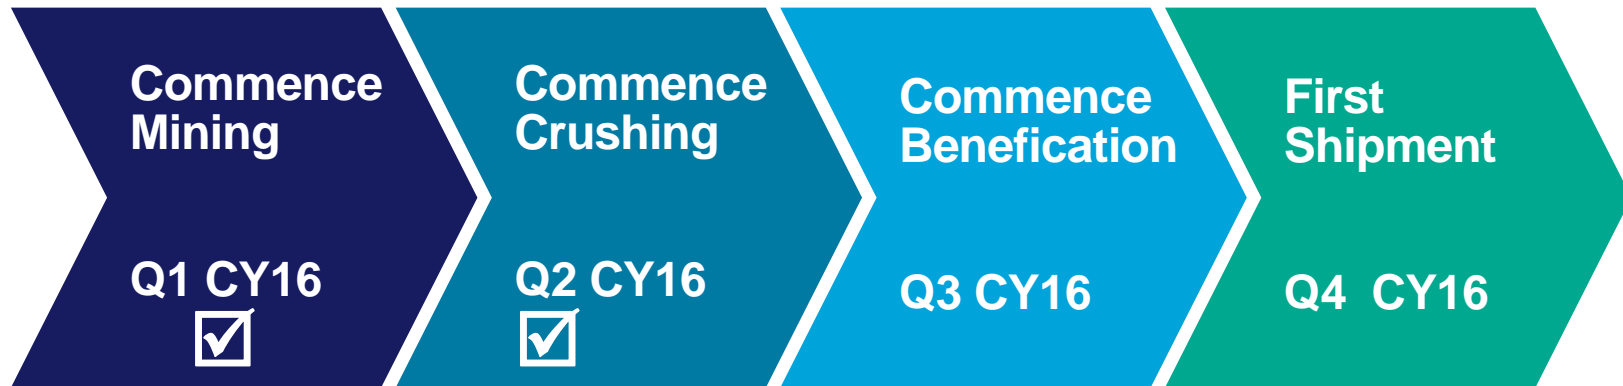 Commence
Mining
Q1 CY16
Commence
Crushing
Q2 CY16
Commence
Benefication
Q3 CY16
First
Shipment
Q4  CY16